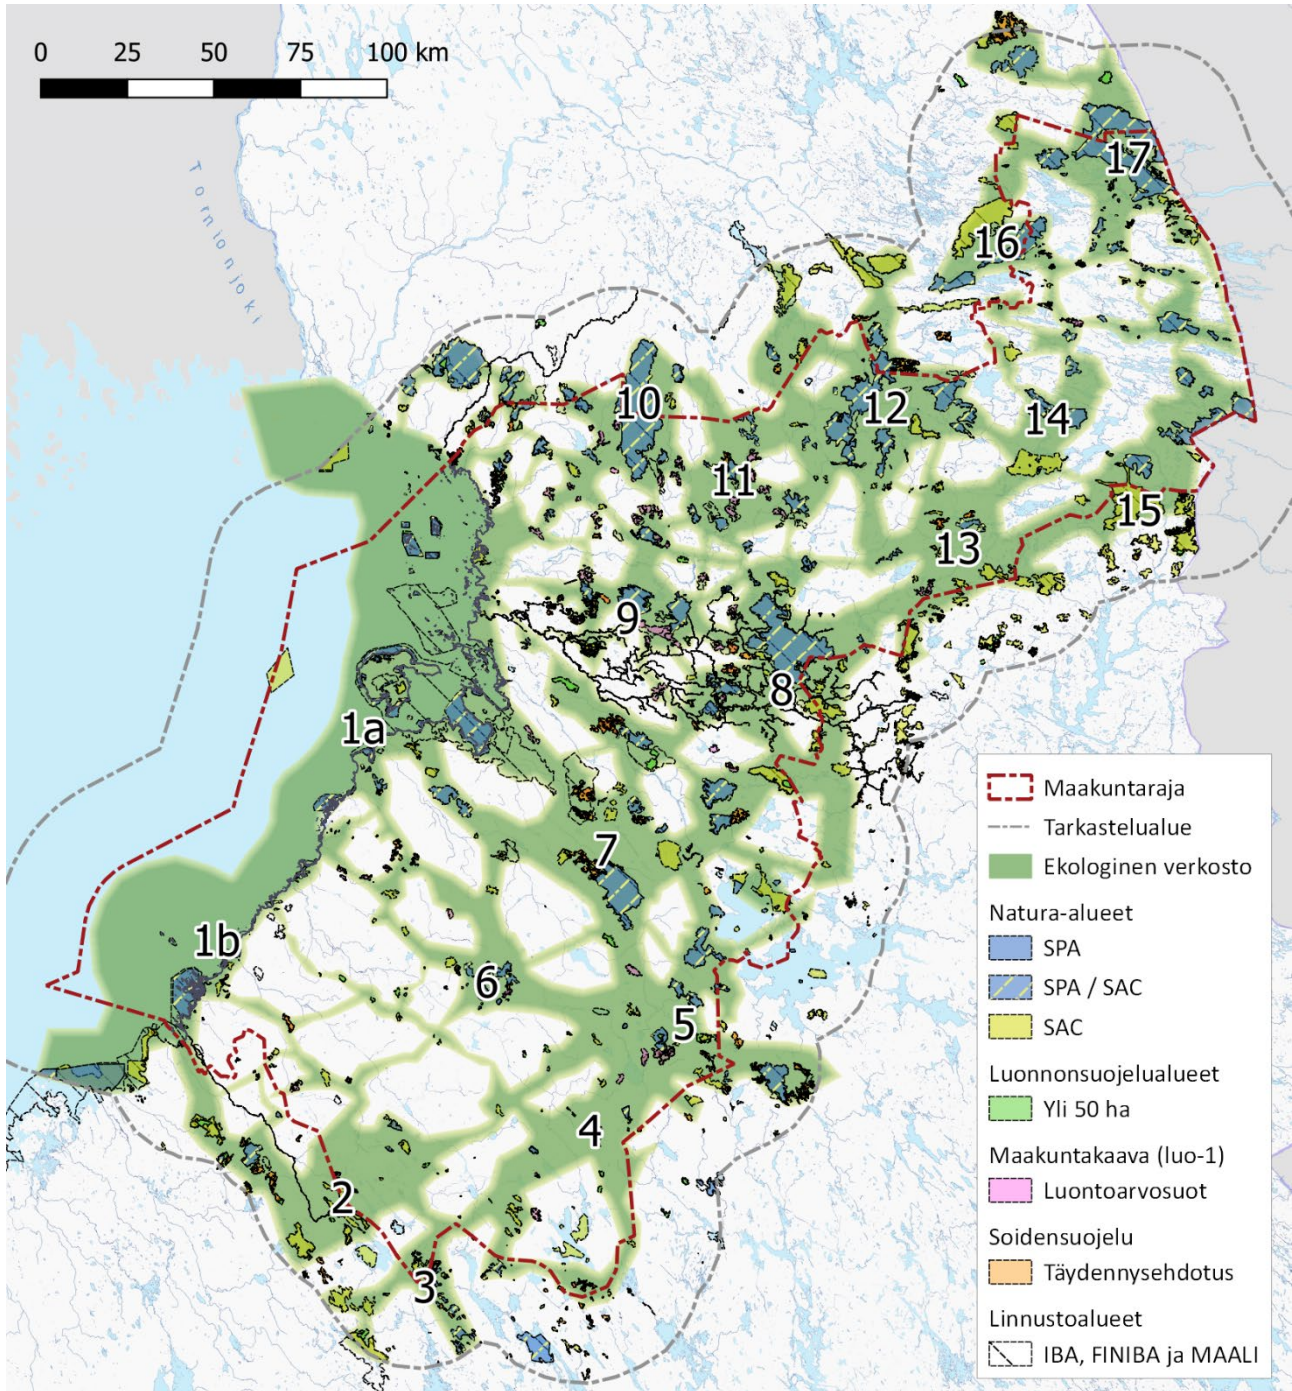 0 25 50 75 100 km
Tornionjoki
17
16
10
12
14
11
15
13
9
8
1a
7
1b
6
5
4
2
3
Maakuntaraja
Tarkastelualue
Ekologinen verkosto
Natura-alueet
SPA
SPA / SAC
SAC
Luonnonsuojelualueet
Yli 50 ha
Maakuntakaava (luo-1)
Luontoarvosuot
Soidensuojelu
Täydennysehdotus
Linnustoalueet
IBA, FINIBA ja MAALI